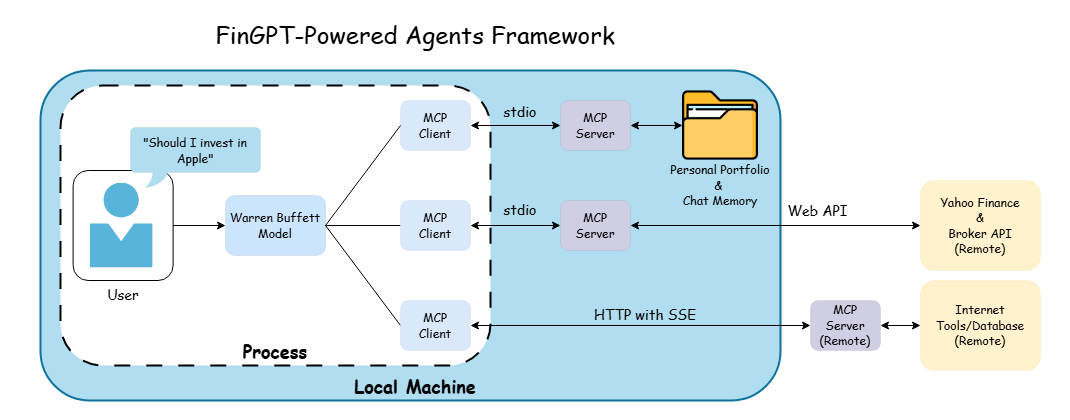 FinGPT-Powered Agents Framework
"Should I invest in
Apple"
User
Warren Buffett
Model
MCP
Client
stdio
MCP
Server
Personal Portfolio
&
Chat Memory
MCP
Client
stdio
MCP
Server
Web API
Yahoo Finance
&
Broker API
(Remote)
MCP
Client
HTTP with SSE
MCP
Server
(Remote)
Internet
Tools/Database
(Remote)
Process
Local Machine